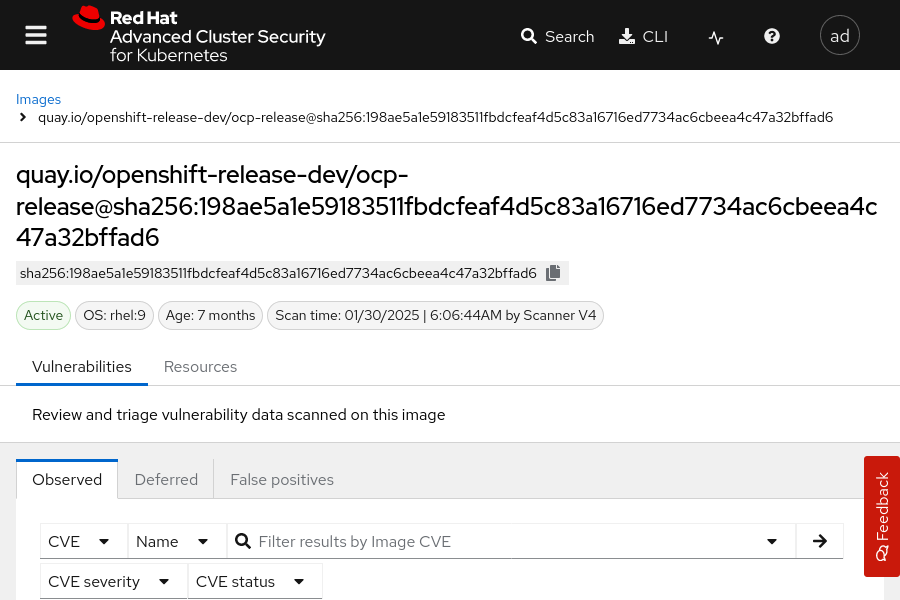 Red Hat
Advanced Cluster Security
for Kubernetes
Search
CLI
ad
Images
quay.io/openshift-release-dev/ocp-release@sha256:198ae5a1e59183511fbdcfeaf4d5c83a16716ed7734ac6cbeea4c47a32bffad6
quay.io/openshift-release-dev/ocp-
release@sha256:198ae5a1e59183511fbdcfeaf4d5c83a16716ed7734ac6cbeea4c
47a32bffad6
sha256:198ae5a1e59183511fbdcfeaf4d5c83a16716ed7734ac6cbeea4c47a32bffad6
Active
OS: rhel:9
Age: 7 months
Scan time: 01/30/2025 | 6:06:44AM by Scanner V4
Vulnerabilities
Resources
Review and triage vulnerability data scanned on this image
Observed
Deferred
False positives
Feedback
CVE
Name
Filter results by Image CVE
CVE severity
CVE status